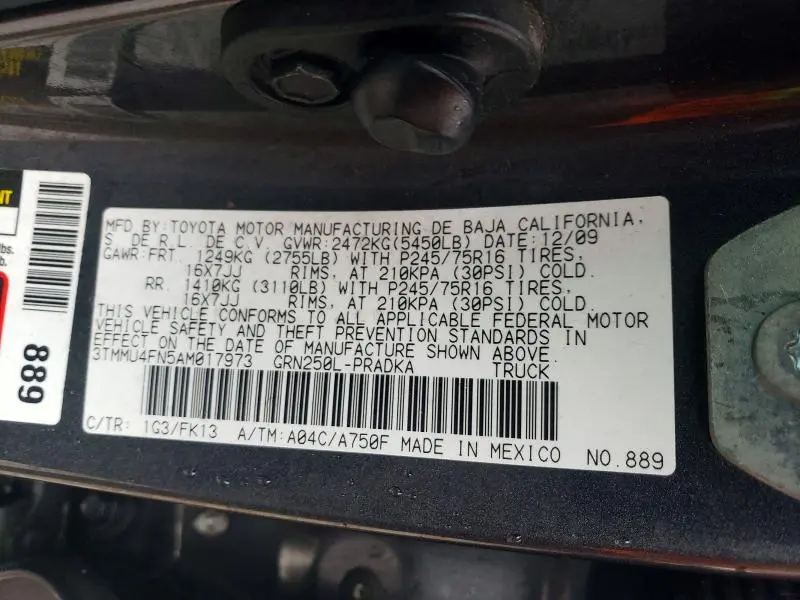 MFD.BY:TOYOTA MOTOR MANUFACTURING DE BAJA CALIFORNIA,
S. DE R.L. DE C.V. GVWR:2472KG(5450LB) DATE:12/09
GAWR:FRT. 1249KG (2755LB) WITH P245/75R16 TIRES,
16X7JJ RIMS, AT 210KPA (30PSI) COLD.
RR. 1410KG (3110LB) WITH P245/75R16 TIRES,
16X7JJ RIMS, AT 210KPA (30PSI) COLD.
THIS VEHICLE CONFORMS TO ALL APPLICABLE FEDERAL MOTOR
VEHICLE SAFETY AND THEFT PREVENTION STANDARDS IN
EFFECT ON THE DATE OF MANUFACTURE SHOWN ABOVE.
3TMMU4FN5AM017973 GRN250L-PRADKA TRUCK
C/TR: 1G3/FK13 A/TM:A04C/A750F MADE IN MEXICO NO.889
NT
lbs.
b.
889